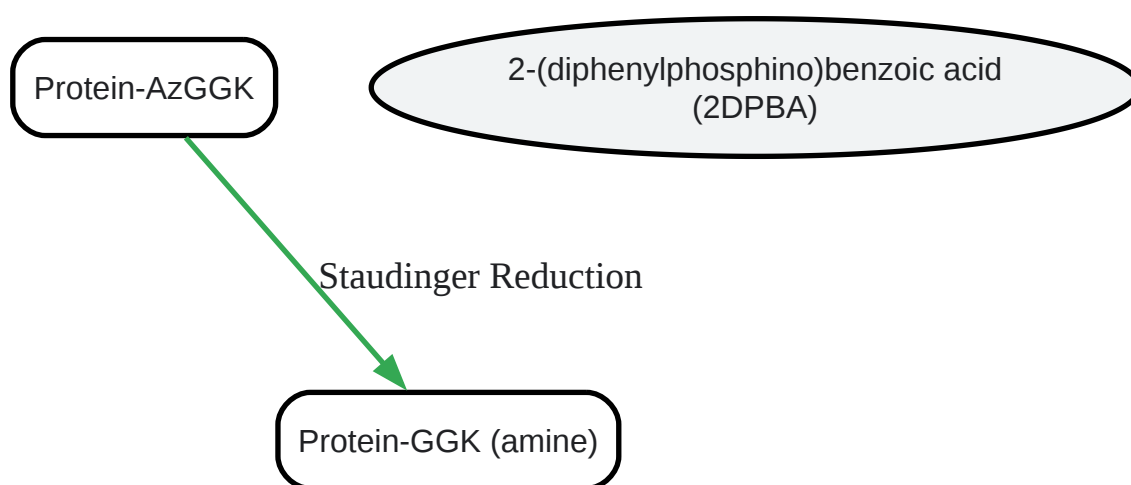 Protein-AzGGK
2-(diphenylphosphino)benzoic acid
(2DPBA)
Staudinger Reduction
Protein-GGK (amine)